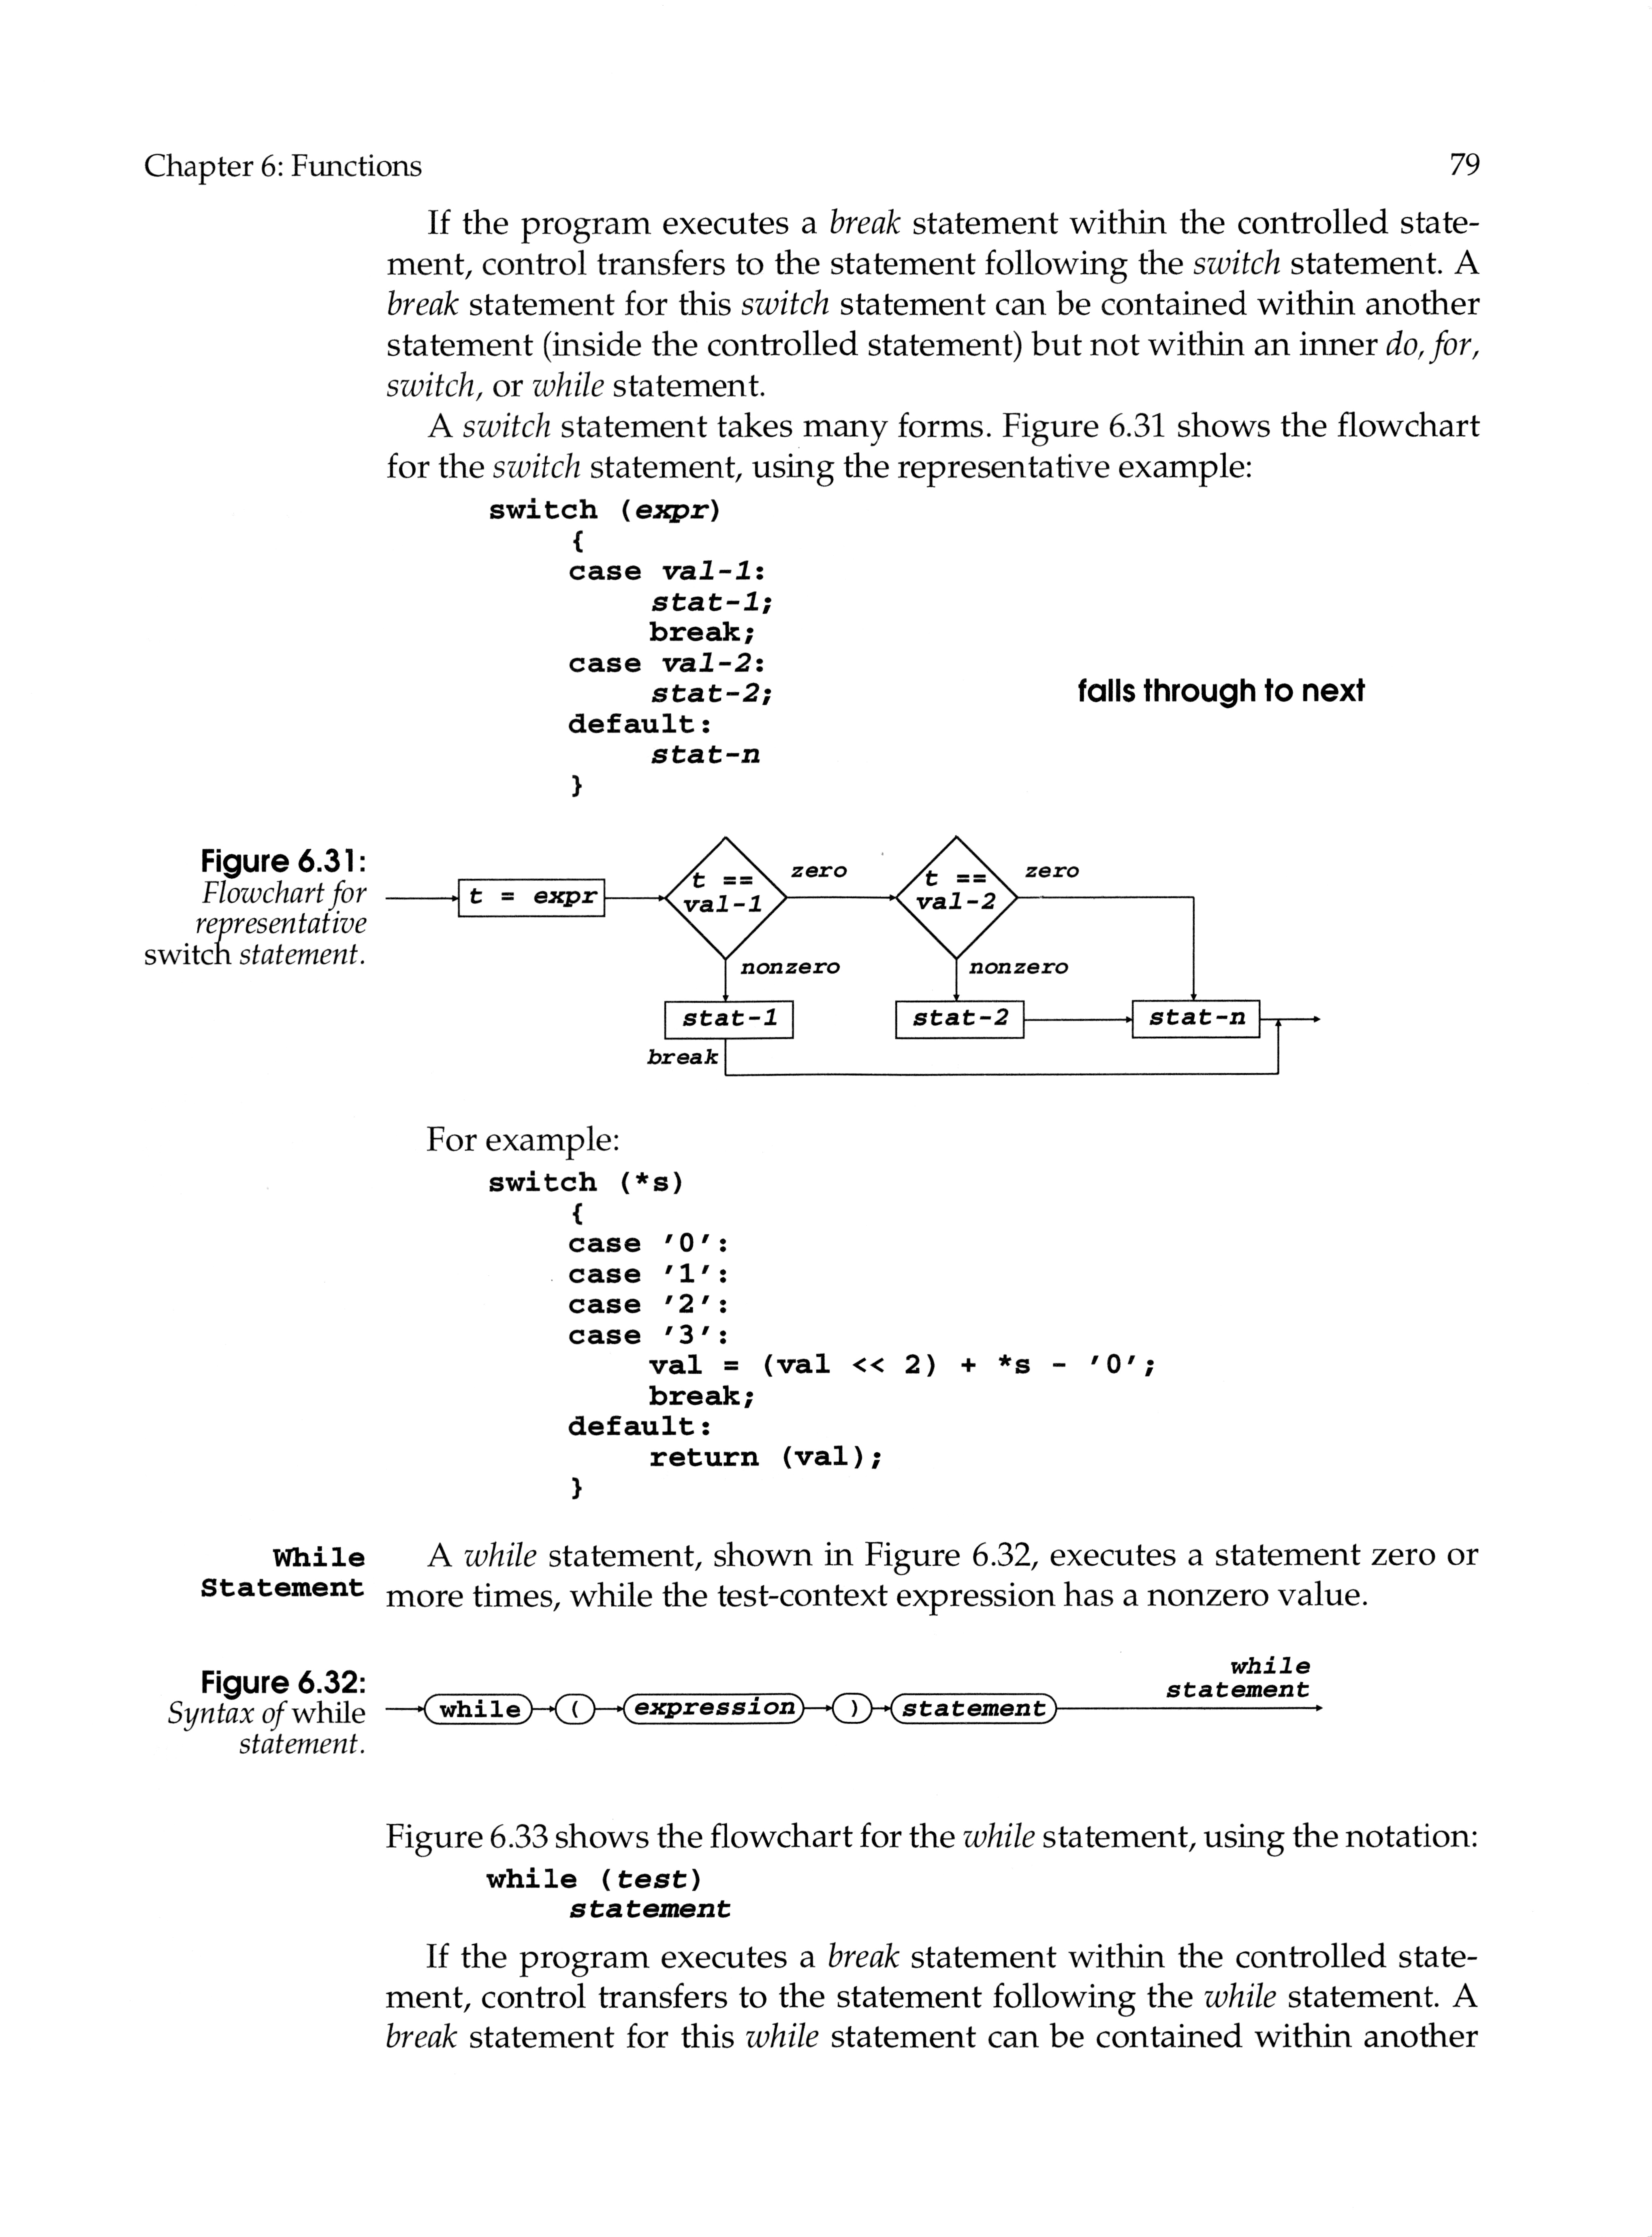 Chapter 6: Functions 79
If the program executes a break statement within the controlled state-
ment, control transfers to the statement following the switch statement. A
break statement for this switch statement can be contained within another
statement (inside the controlled statement) but not within an inner do, for,
switch, or while statement.
A switch statement takes many forms. Figure 6.31 shows the flowchart
for the switch statement, using the representative example:
switch (expr)
{
case val-1:
stat-1;
break;
case val-2:
stat-2; falls through to next
default:
stat-n
}
Figure 6.31:
Flowchart for
representative
switch statement.
t = expr
t ==
val-1
zero
t ==
val-2
zero
nonzero
nonzero
stat-1
stat-2
stat-n
break
For example:
switch (*s)
{
case '0':
case '1':
case '2':
case '3':
val = (val << 2) + *s - '0';
break;
default:
return (val);
}
While
Statement
A while statement, shown in Figure 6.32, executes a statement zero or
more times, while the test-context expression has a nonzero value.
Figure 6.32:
Syntax of while
statement.
while ( expression ) statement
while
statement
Figure 6.33 shows the flowchart for the while statement, using the notation:
while (test)
statement
If the program executes a break statement within the controlled state-
ment, control transfers to the statement following the while statement. A
break statement for this while statement can be contained within another